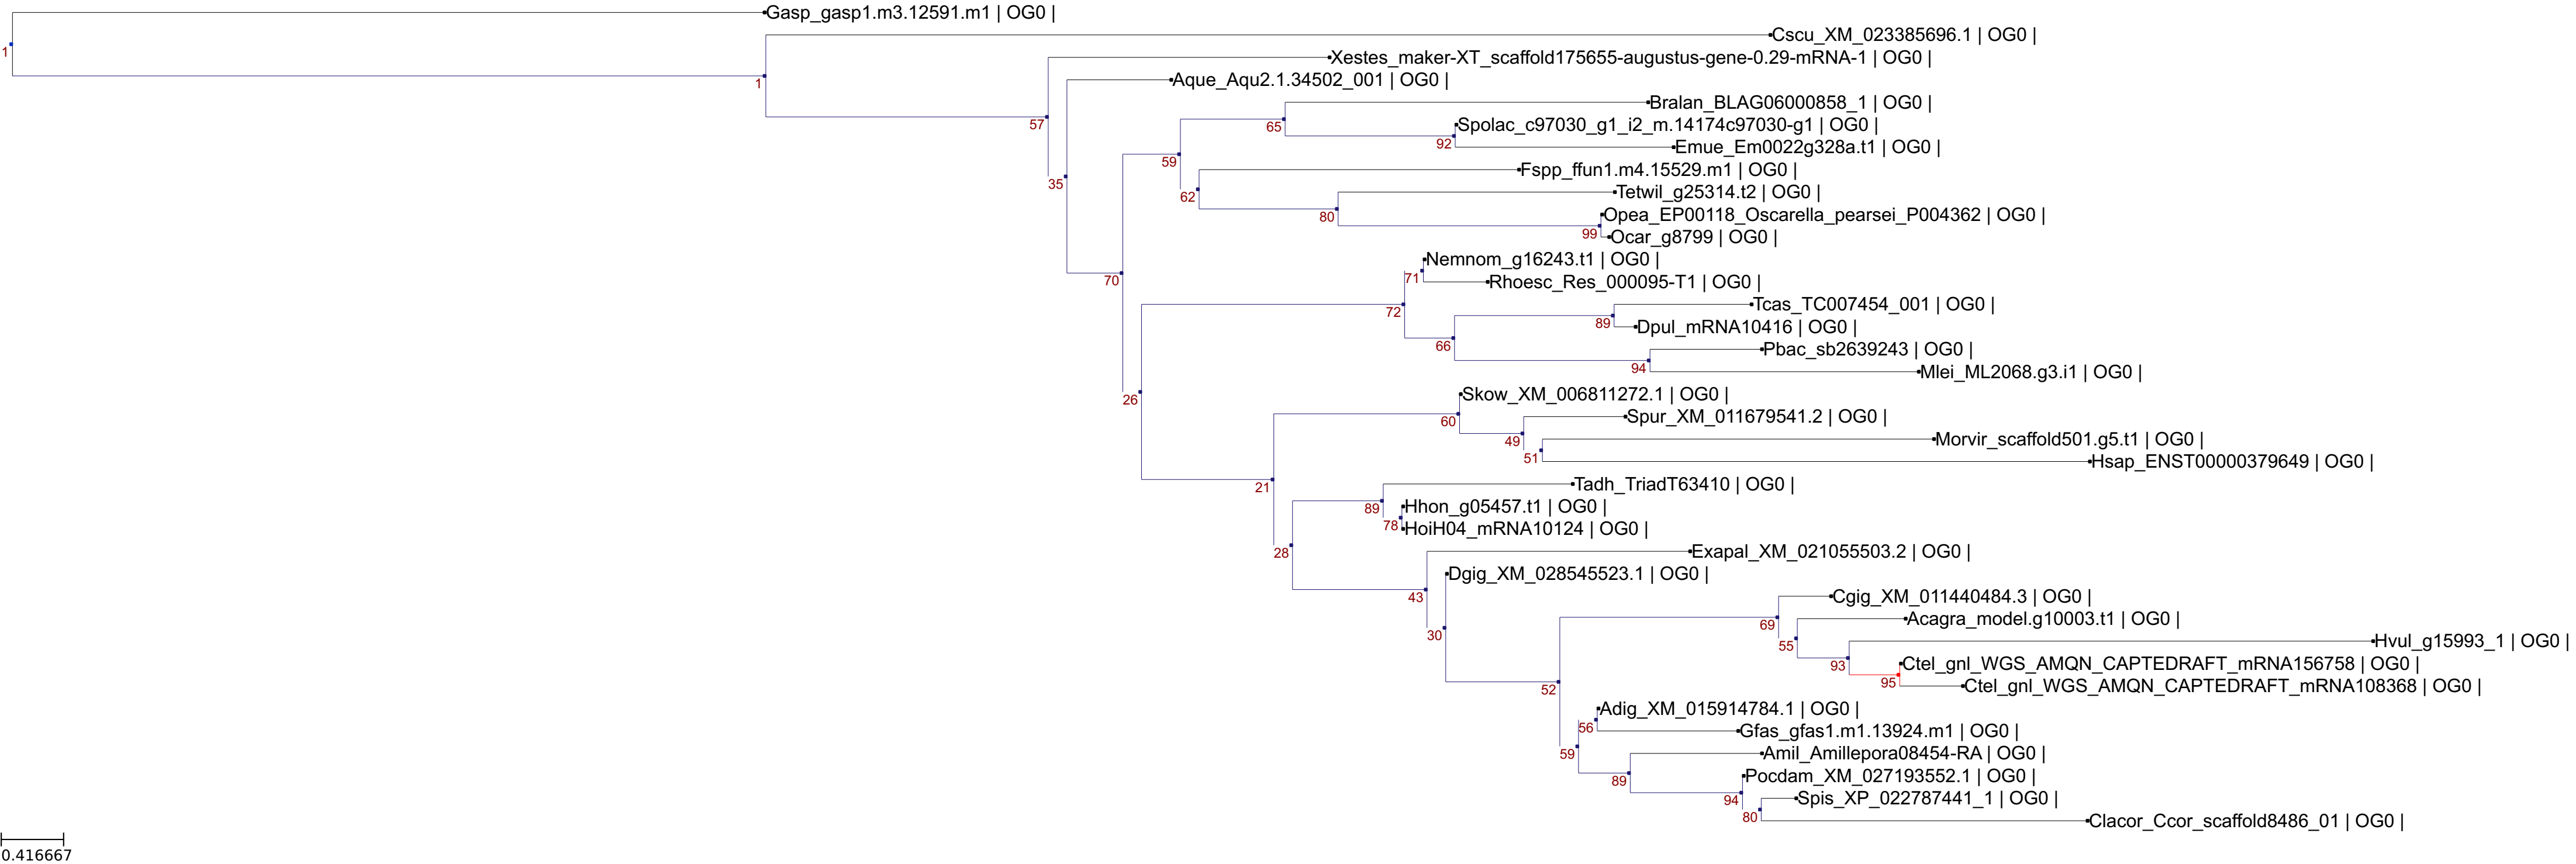 Gasp_gasp1.m3.12591.m1 | OG0 |
1
Cscu_XM_023385696.1 | OG0 |
1
Xestes_maker-XT_scaffold175655-augustus-gene-0.29-mRNA-1 | OG0 |
Aque_Aqu2.1.34502_001 | OG0 |
Bralan_BLAG06000858_1 | OG0 |
57
65
Spolac_c97030_g1_i2_m.14174c97030-g1 | OG0 |
92
Emue_Em0022g328a.t1 | OG0 |
59
Fspp_ffun1.m4.15529.m1 | OG0 |
35
Tetwil_g25314.t2 | OG0 |
62
80
Opea_EP00118_Oscarella_pearsei_P004362 | OG0 |
99
Ocar_g8799 | OG0 |
Nemnom_g16243.t1 | OG0 |
70
71
Rhoesc_Res_000095-T1 | OG0 |
72
Tcas_TC007454_001 | OG0 |
89
Dpul_mRNA10416 | OG0 |
66
Pbac_sb2639243 | OG0 |
94
Mlei_ML2068.g3.i1 | OG0 |
26
Skow_XM_006811272.1 | OG0 |
60
Spur_XM_011679541.2 | OG0 |
49
Morvir_scaffold501.g5.t1 | OG0 |
51
Hsap_ENST00000379649 | OG0 |
21
Tadh_TriadT63410 | OG0 |
89
Hhon_g05457.t1 | OG0 |
78
HoiH04_mRNA10124 | OG0 |
28
Exapal_XM_021055503.2 | OG0 |
Dgig_XM_028545523.1 | OG0 |
43
Cgig_XM_011440484.3 | OG0 |
69
Acagra_model.g10003.t1 | OG0 |
30
55
Hvul_g15993_1 | OG0 |
93
Ctel_gnl_WGS_AMQN_CAPTEDRAFT_mRNA156758 | OG0 |
95
Ctel_gnl_WGS_AMQN_CAPTEDRAFT_mRNA108368 | OG0 |
52
Adig_XM_015914784.1 | OG0 |
56
Gfas_gfas1.m1.13924.m1 | OG0 |
59
Amil_Amillepora08454-RA | OG0 |
89
Pocdam_XM_027193552.1 | OG0 |
94
Spis_XP_022787441_1 | OG0 |
80
Clacor_Ccor_scaffold8486_01 | OG0 |
0.416667